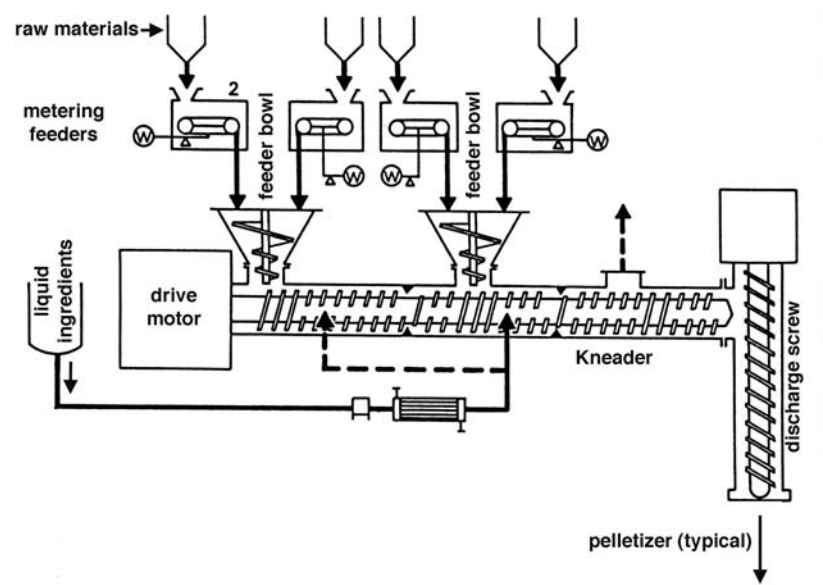 raw materials
metering
feeders
2
feeder bowl
feeder bowl
W
W
W
W
liquid
ingredients
drive
motor
Kneader
discharge screw
pelletizer (typical)